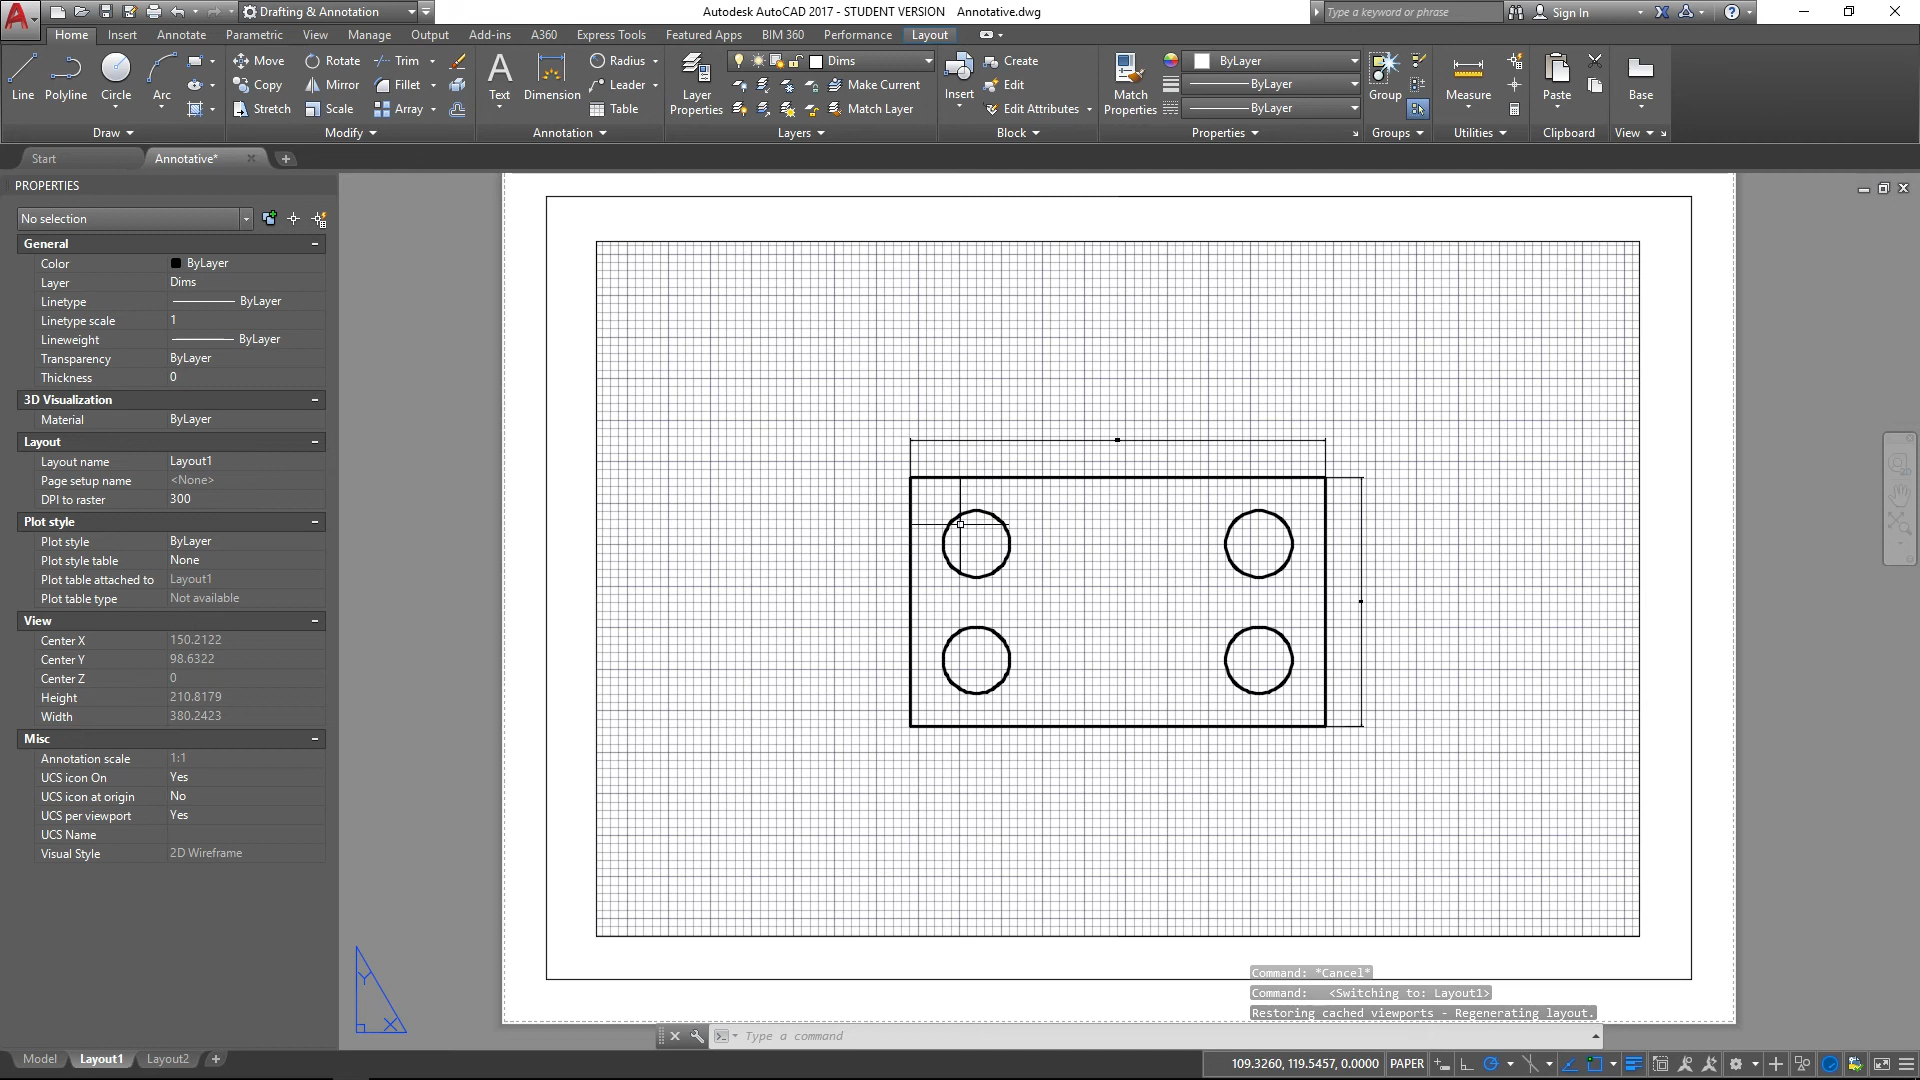 Drafting & Annotation
Autodesk AutoCAD 2017 - STUDENT VERSION Annotative.dwg
Type a keyword or phrase
Sign In
Home Insert Annotate Parametric View Manage Output Add-ins A360 Express Tools Featured Apps BIM 360 Performance Layout
Line Polyline Circle Arc
Move Rotate Trim
Copy Mirror Fillet
Stretch Scale Array
Text Dimension
Radius
Leader
Table
Layer Properties
Dims
Make Current
Match Layer
Insert
Create
Edit
Edit Attributes
Match Properties
ByLayer
ByLayer
ByLayer
Group
Measure
Paste
Base
Draw Modify Annotation Layers Block Properties Groups Utilities Clipboard View
Start Annotative*
PROPERTIES
No selection
General
Color ByLayer
Layer Dims
Linetype ByLayer
Linetype scale 1
Lineweight ByLayer
Transparency ByLayer
Thickness 0
3D Visualization
Material ByLayer
Layout
Layout name Layout1
Page setup name <None>
DPI to raster 300
Plot style
Plot style ByLayer
Plot style table None
Plot table attached to Layout1
Plot table type Not available
View
Center X 150.2122
Center Y 98.6322
Center Z 0
Height 210.8179
Width 380.2423
Misc
Annotation scale 1:1
UCS icon On Yes
UCS icon at origin No
UCS per viewport Yes
UCS Name
Visual Style 2D Wireframe
Y
X
Command: *Cancel*
Command: <Switching to: Layout1>
Restoring cached viewports - Regenerating layout.
Type a command
Model Layout1 Layout2
109.3260, 119.5457, 0.0000 PAPER